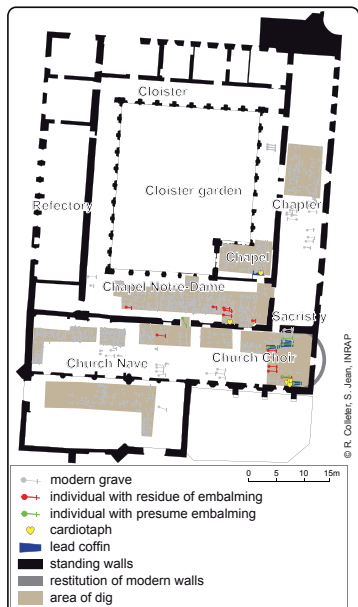 Cloister
Cloister garden
Refectory
Chapter
Chapel
Chapel Notre-Dame
Sacristy
Church Nave
Church Choir
© R. Colleter, S. Jean, INRAP
modern grave
0 5 10 15m
individual with residue of embalming
individual with presume embalming
cardiotaph
lead coffin
standing walls
restitution of modern walls
area of dig